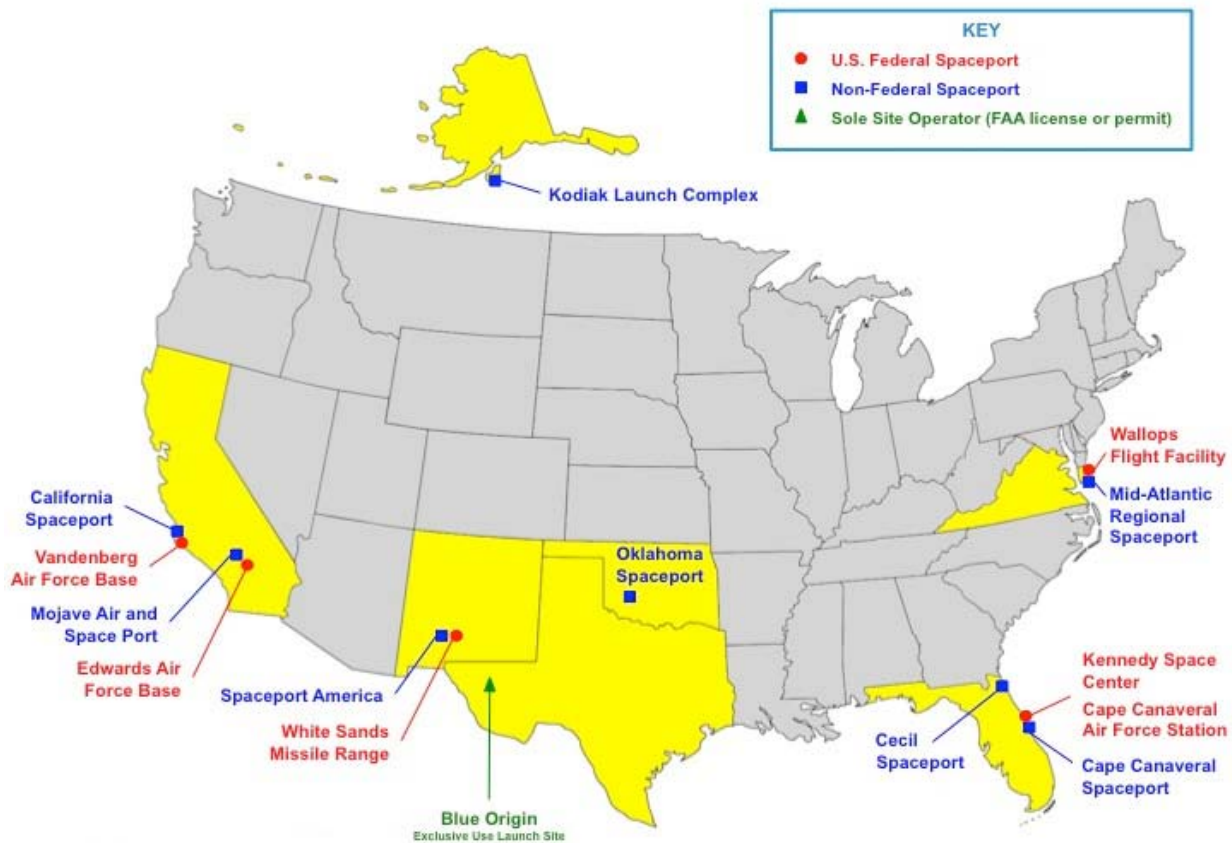 KEY
U.S. Federal Spaceport
Non-Federal Spaceport
Sole Site Operator (FAA license or permit)
Kodiak Launch Complex
Wallops
Flight Facility
Mid-Atlantic
Regional
Spaceport
California
Spaceport
Vandenberg
Air Force Base
Mojave Air and
Space Port
Edwards Air
Force Base
Oklahoma
Spaceport
Spaceport America
White Sands
Missile Range
Blue Origin
Exclusive Use Launch Site
Kennedy Space
Center
Cape Canaveral
Air Force Station
Cecil
Spaceport
Cape Canaveral
Spaceport